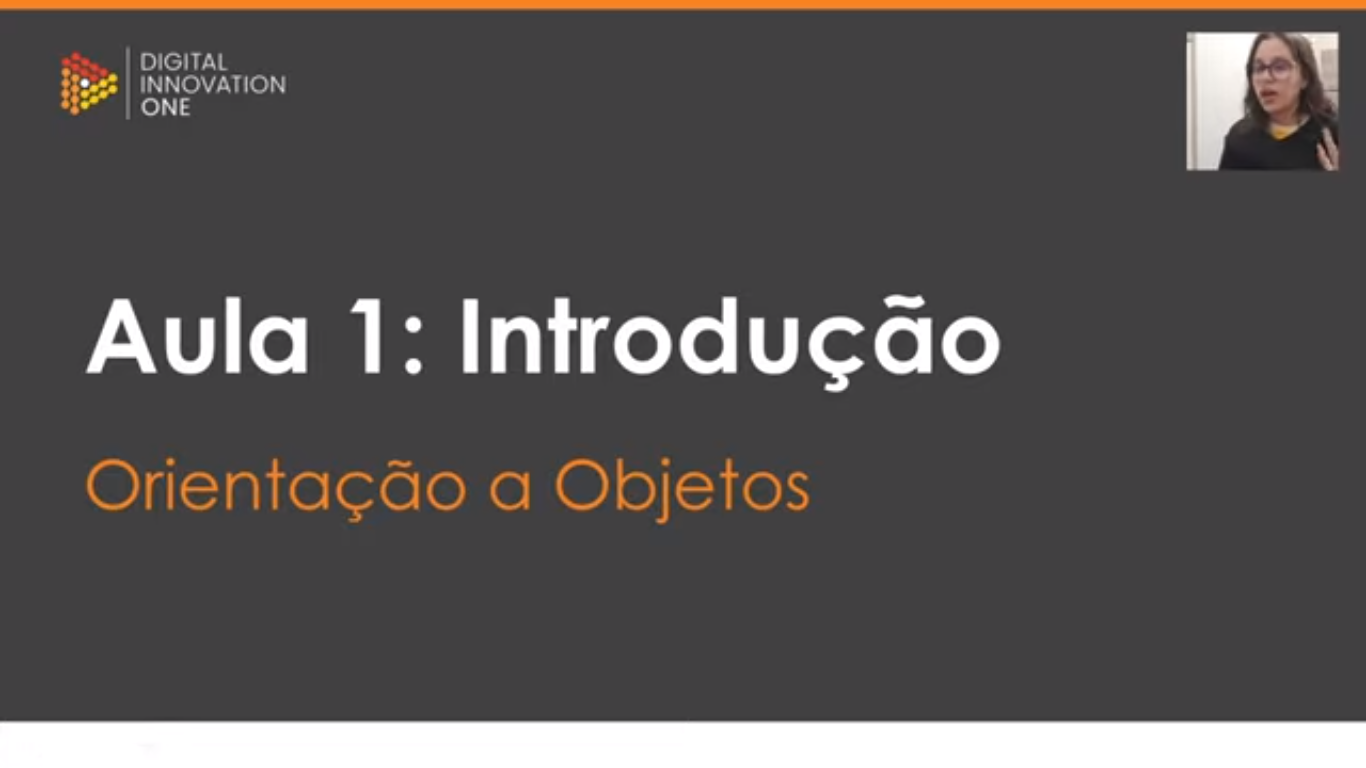 DIGITAL
INNOVATION
ONE
Aula 1: Introdução
Orientação a Objetos